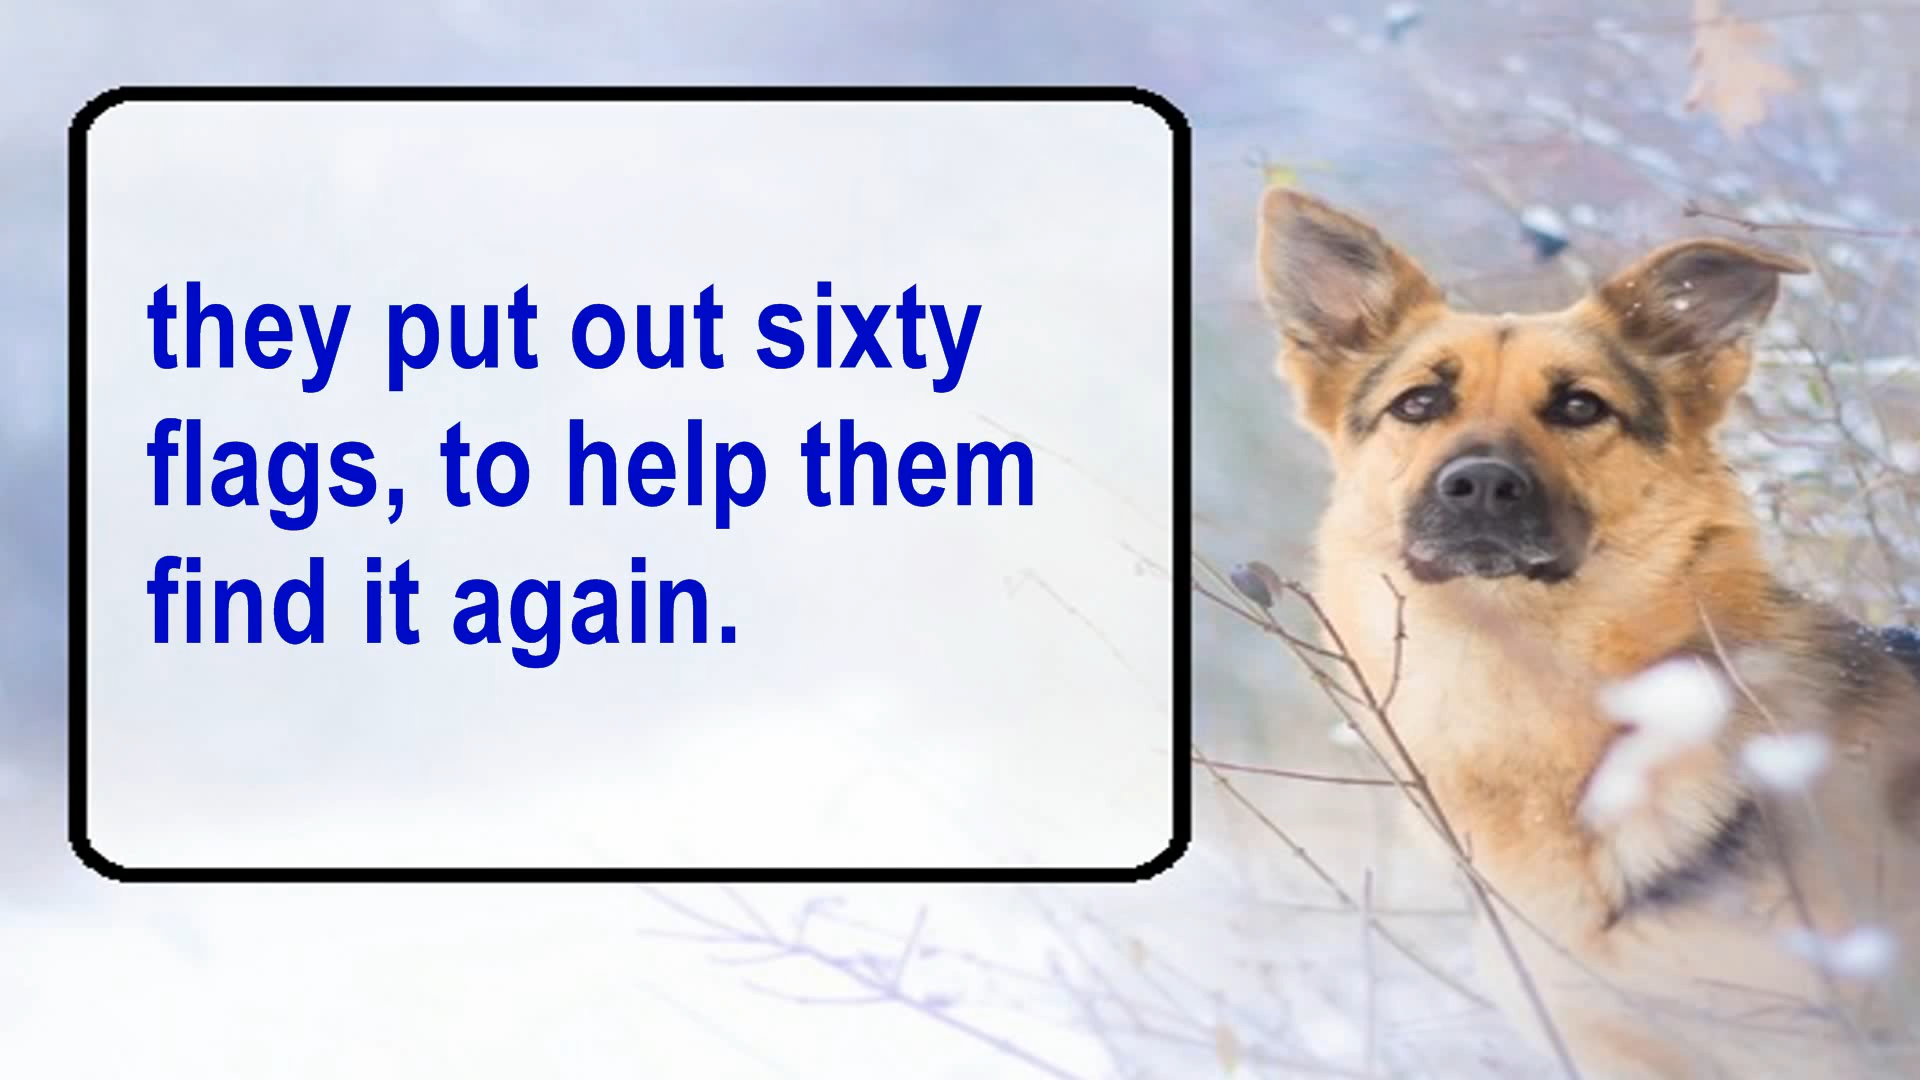 they put out sixty
flags, to help them
find it again.